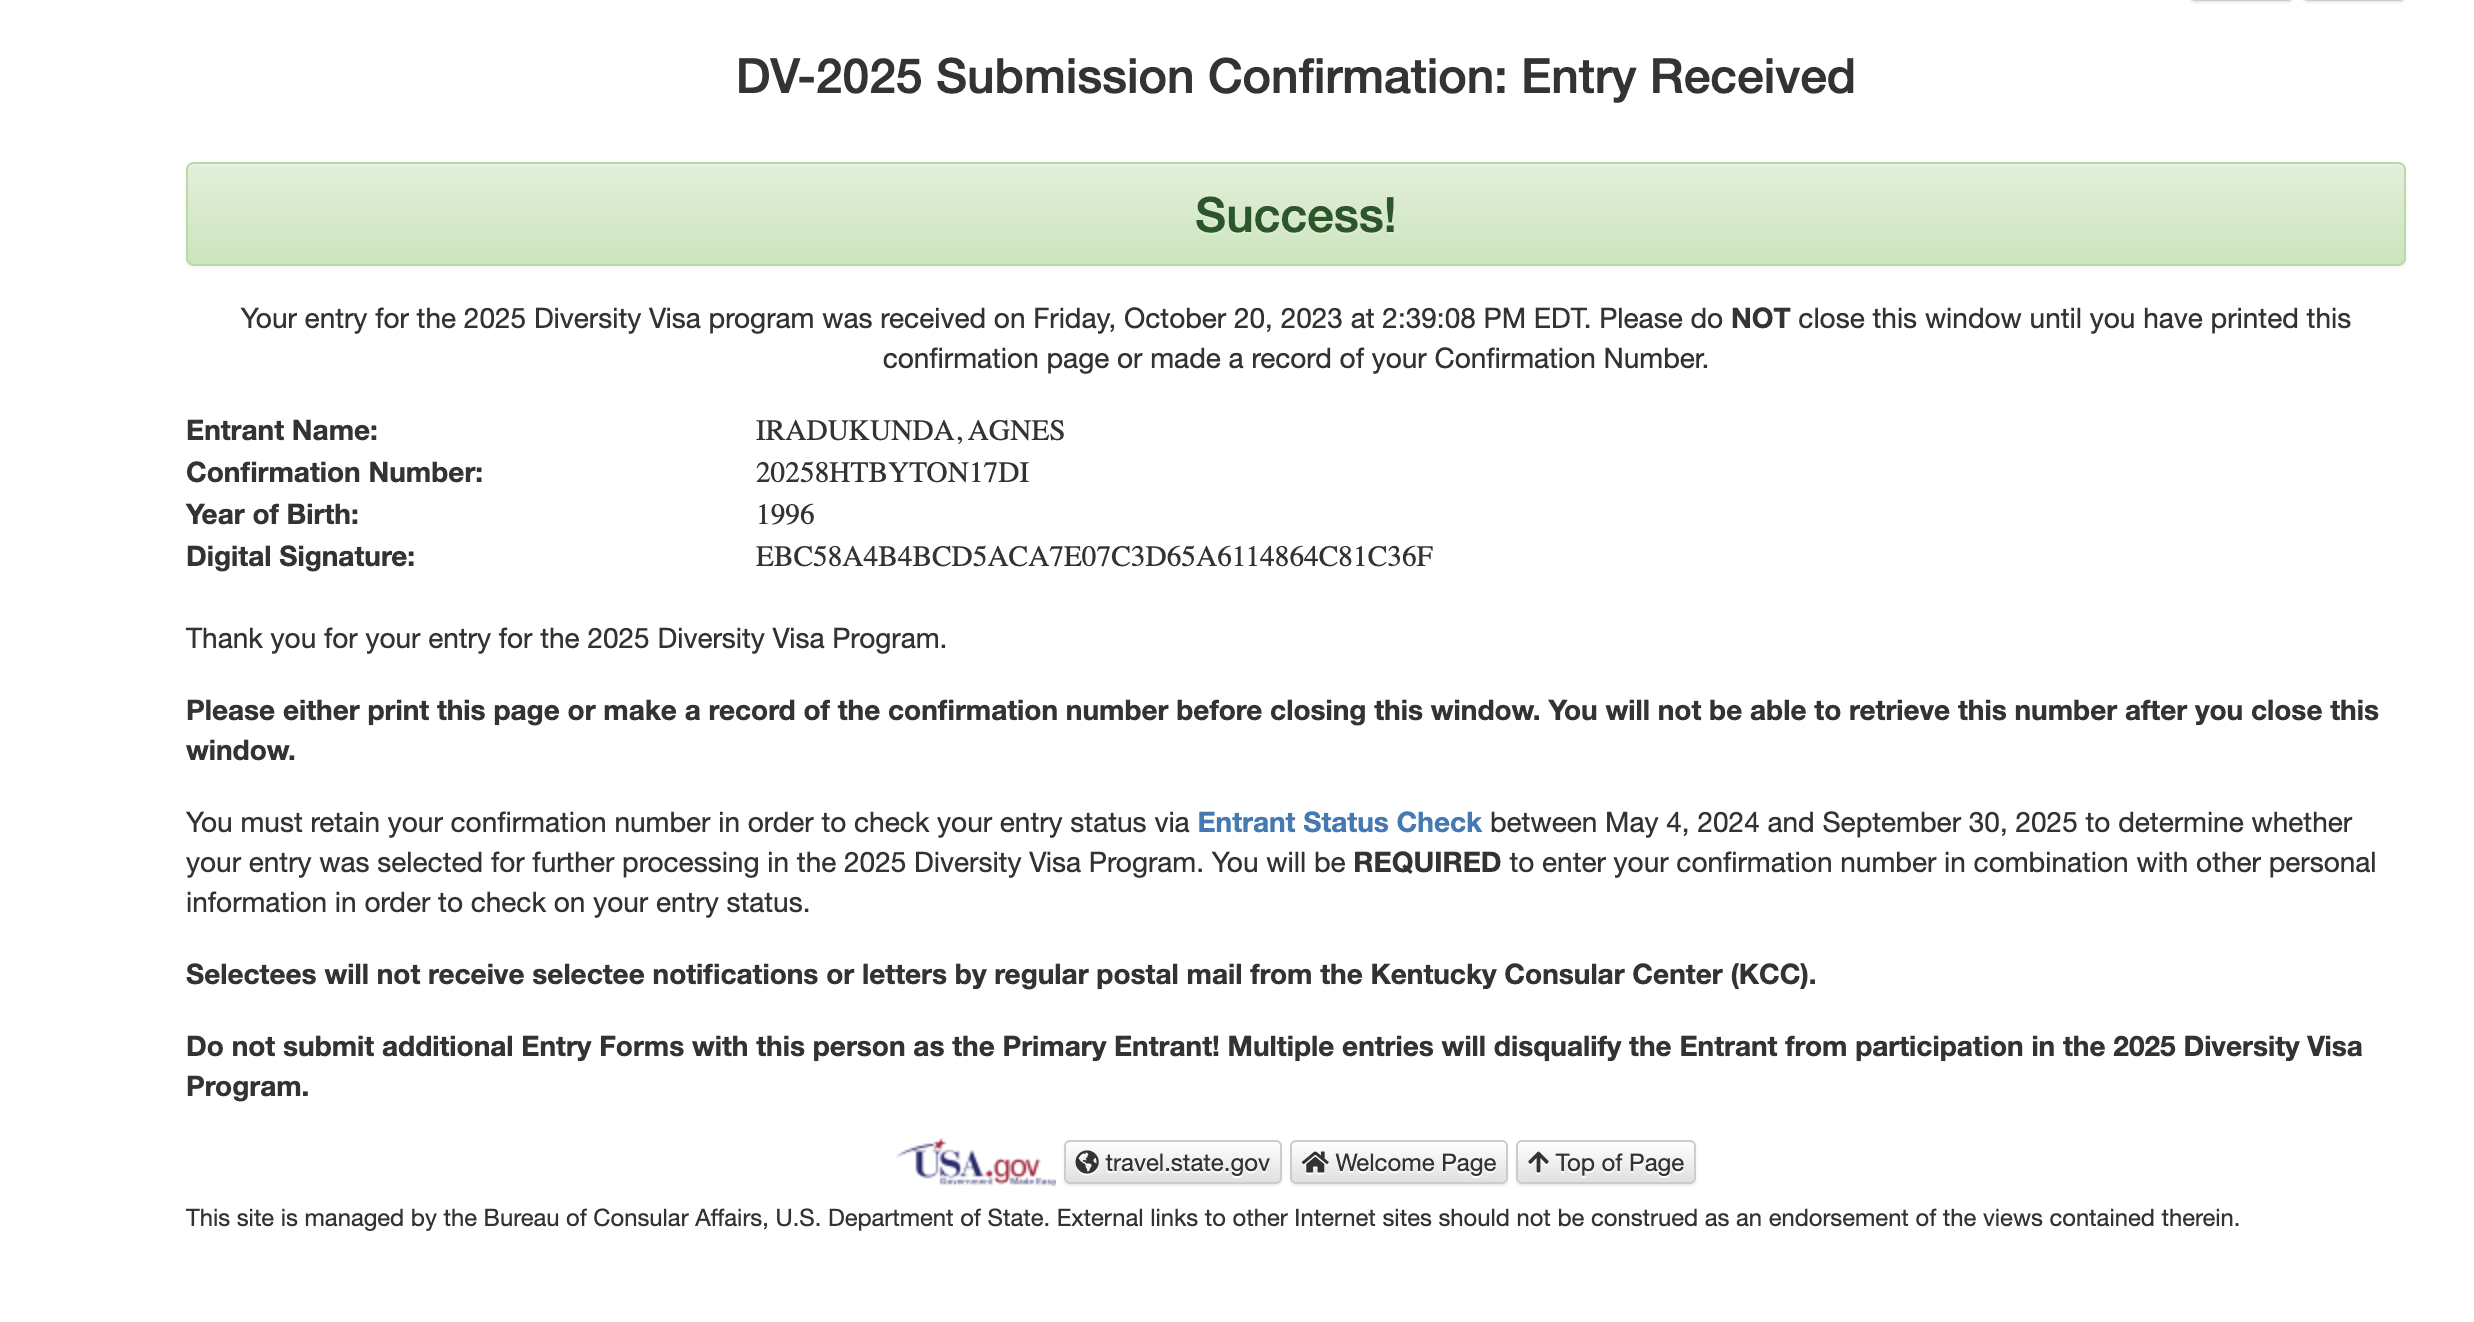 DV-2025 Submission Confirmation: Entry Received
Success!
Your entry for the 2025 Diversity Visa program was received on Friday, October 20, 2023 at 2:39:08 PM EDT. Please do NOT close this window until you have printed this
confirmation page or made a record of your Confirmation Number.
Entrant Name: IRADUKUNDA, AGNES
Confirmation Number: 20258HTBYTON17DI
Year of Birth: 1996
Digital Signature: EBC58A4B4BCD5ACA7E07C3D65A6114864C81C36F
Thank you for your entry for the 2025 Diversity Visa Program.
Please either print this page or make a record of the confirmation number before closing this window. You will not be able to retrieve this number after you close this
window.
You must retain your confirmation number in order to check your entry status via Entrant Status Check between May 4, 2024 and September 30, 2025 to determine whether
your entry was selected for further processing in the 2025 Diversity Visa Program. You will be REQUIRED to enter your confirmation number in combination with other personal
information in order to check on your entry status.
Selectees will not receive selectee notifications or letters by regular postal mail from the Kentucky Consular Center (KCC).
Do not submit additional Entry Forms with this person as the Primary Entrant! Multiple entries will disqualify the Entrant from participation in the 2025 Diversity Visa
Program.
USA.gov travel.state.gov Welcome Page Top of Page
Government Made Easy
This site is managed by the Bureau of Consular Affairs, U.S. Department of State. External links to other Internet sites should not be construed as an endorsement of the views contained therein.